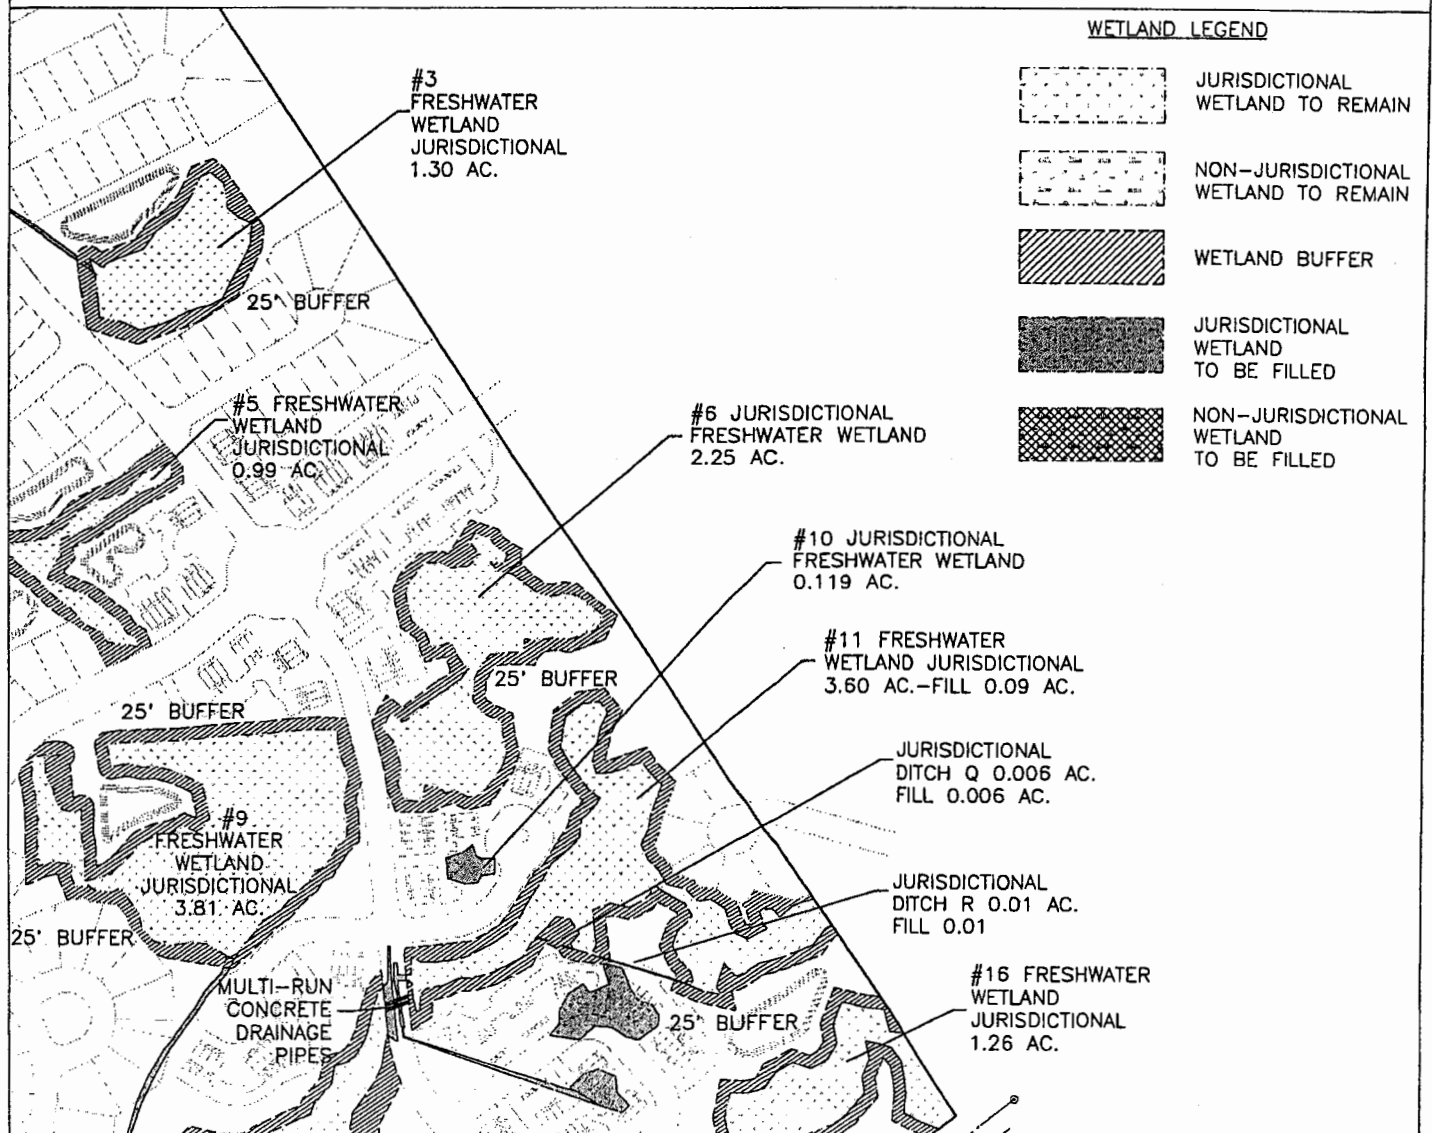 WETLAND LEGEND
JURISDICTIONAL
WETLAND TO REMAIN
NON-JURISDICTIONAL
WETLAND TO REMAIN
WETLAND BUFFER
JURISDICTIONAL
WETLAND
TO BE FILLED
NON-JURISDICTIONAL
WETLAND
TO BE FILLED
#3
FRESHWATER
WETLAND
JURISDICTIONAL
1.30 AC.
25' BUFFER
#5 FRESHWATER
WETLAND
JURISDICTIONAL
0.99 AC.
#6 JURISDICTIONAL
FRESHWATER WETLAND
2.25 AC.
#10 JURISDICTIONAL
FRESHWATER WETLAND
0.119 AC.
#11 FRESHWATER
WETLAND JURISDICTIONAL
3.60 AC.-FILL 0.09 AC.
25' BUFFER
25' BUFFER
JURISDICTIONAL
DITCH Q 0.006 AC.
FILL 0.006 AC.
#9
FRESHWATER
WETLAND
JURISDICTIONAL
3.81 AC.
JURISDICTIONAL
DITCH R 0.01 AC.
FILL 0.01
25' BUFFER
#16 FRESHWATER
WETLAND
JURISDICTIONAL
1.26 AC.
MULTI-RUN
CONCRETE
DRAINAGE
PIPES
25' BUFFER